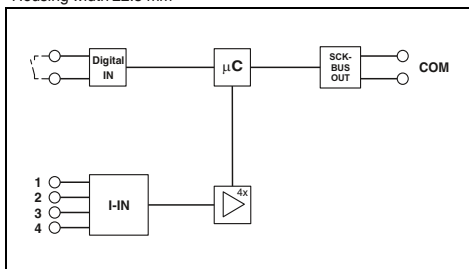 Housing width 22.5 mm
Digital
IN
µC
SCK-
BUS
OUT
COM
1
2
3
4
I-IN
4x